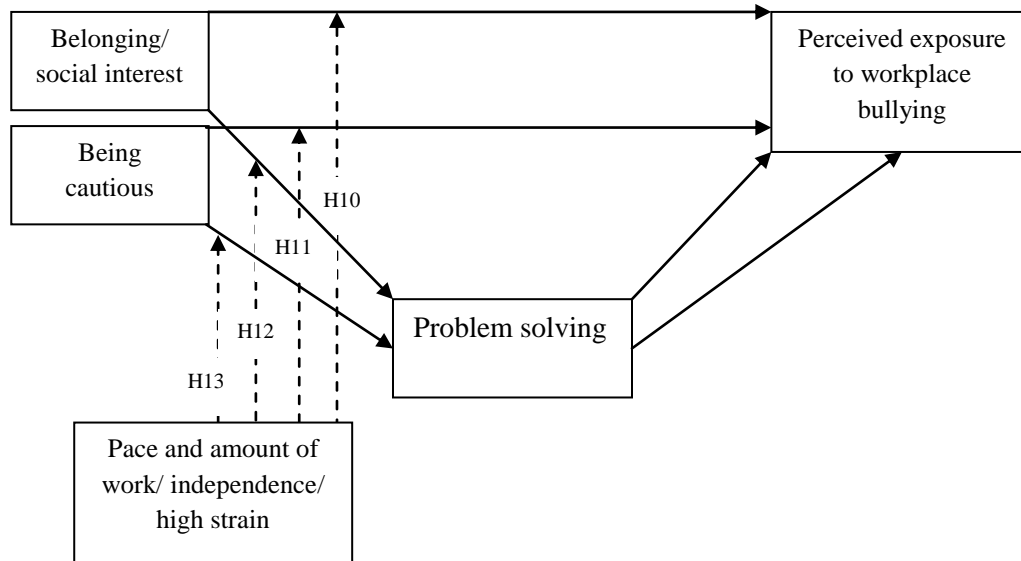 Belonging/
social interest
Perceived exposure
to workplace
bullying
Being
cautious
H10
H11
H12
H13
Problem solving
Pace and amount of
work/ independence/
high strain